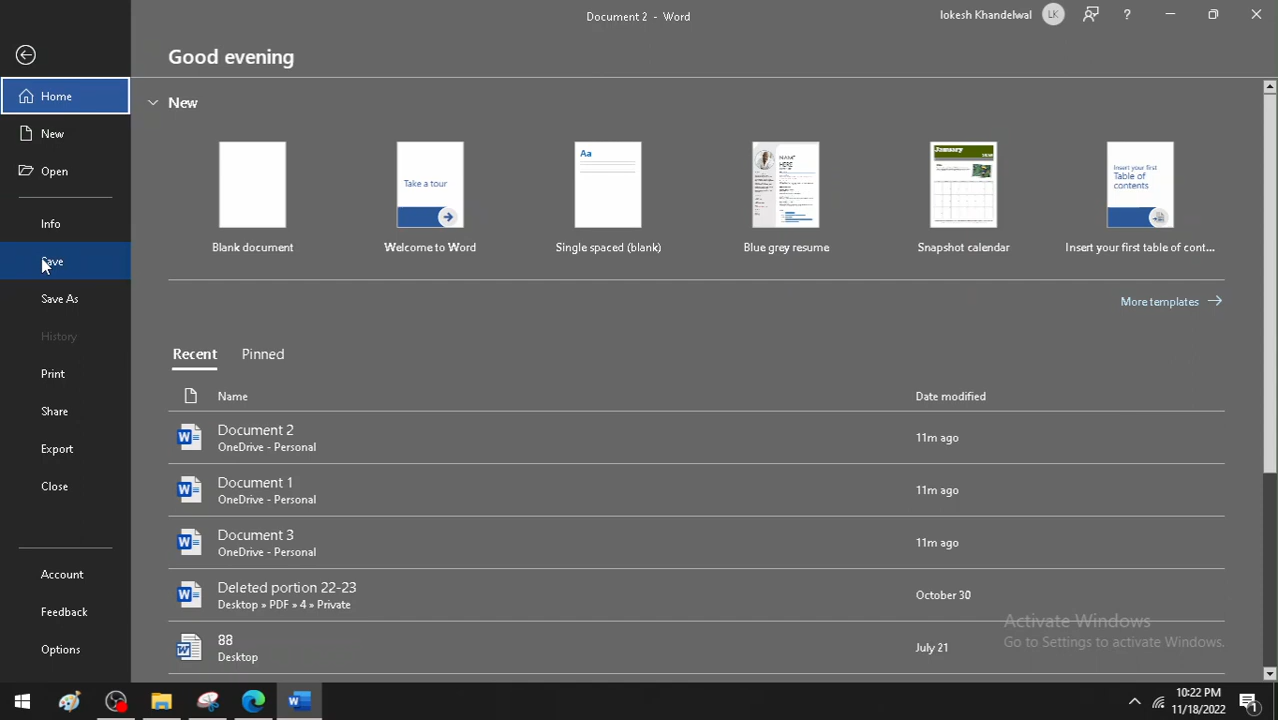 Document 2 - Word
lokesh Khandelwal LK ?
Good evening
Home
New
Open
Info
Save
Save As
History
Print
Share
Export
Close
Account
Feedback
Options
New
Blank document
Take a tour
Welcome to Word
Aa
Single spaced (blank)
NAME
HERE
Blue grey resume
January
Snapshot calendar
Insert your first
Table of
contents
Insert your first table of cont...
More templates
Recent Pinned
Name Date modified
Document 2
OneDrive - Personal
11m ago
Document 1
OneDrive - Personal
11m ago
Document 3
OneDrive - Personal
11m ago
Deleted portion 22-23
Desktop » PDF » 4 » Private
October 30
88
Desktop
July 21
Activate Windows
Go to Settings to activate Windows.
10:22 PM
11/18/2022
1